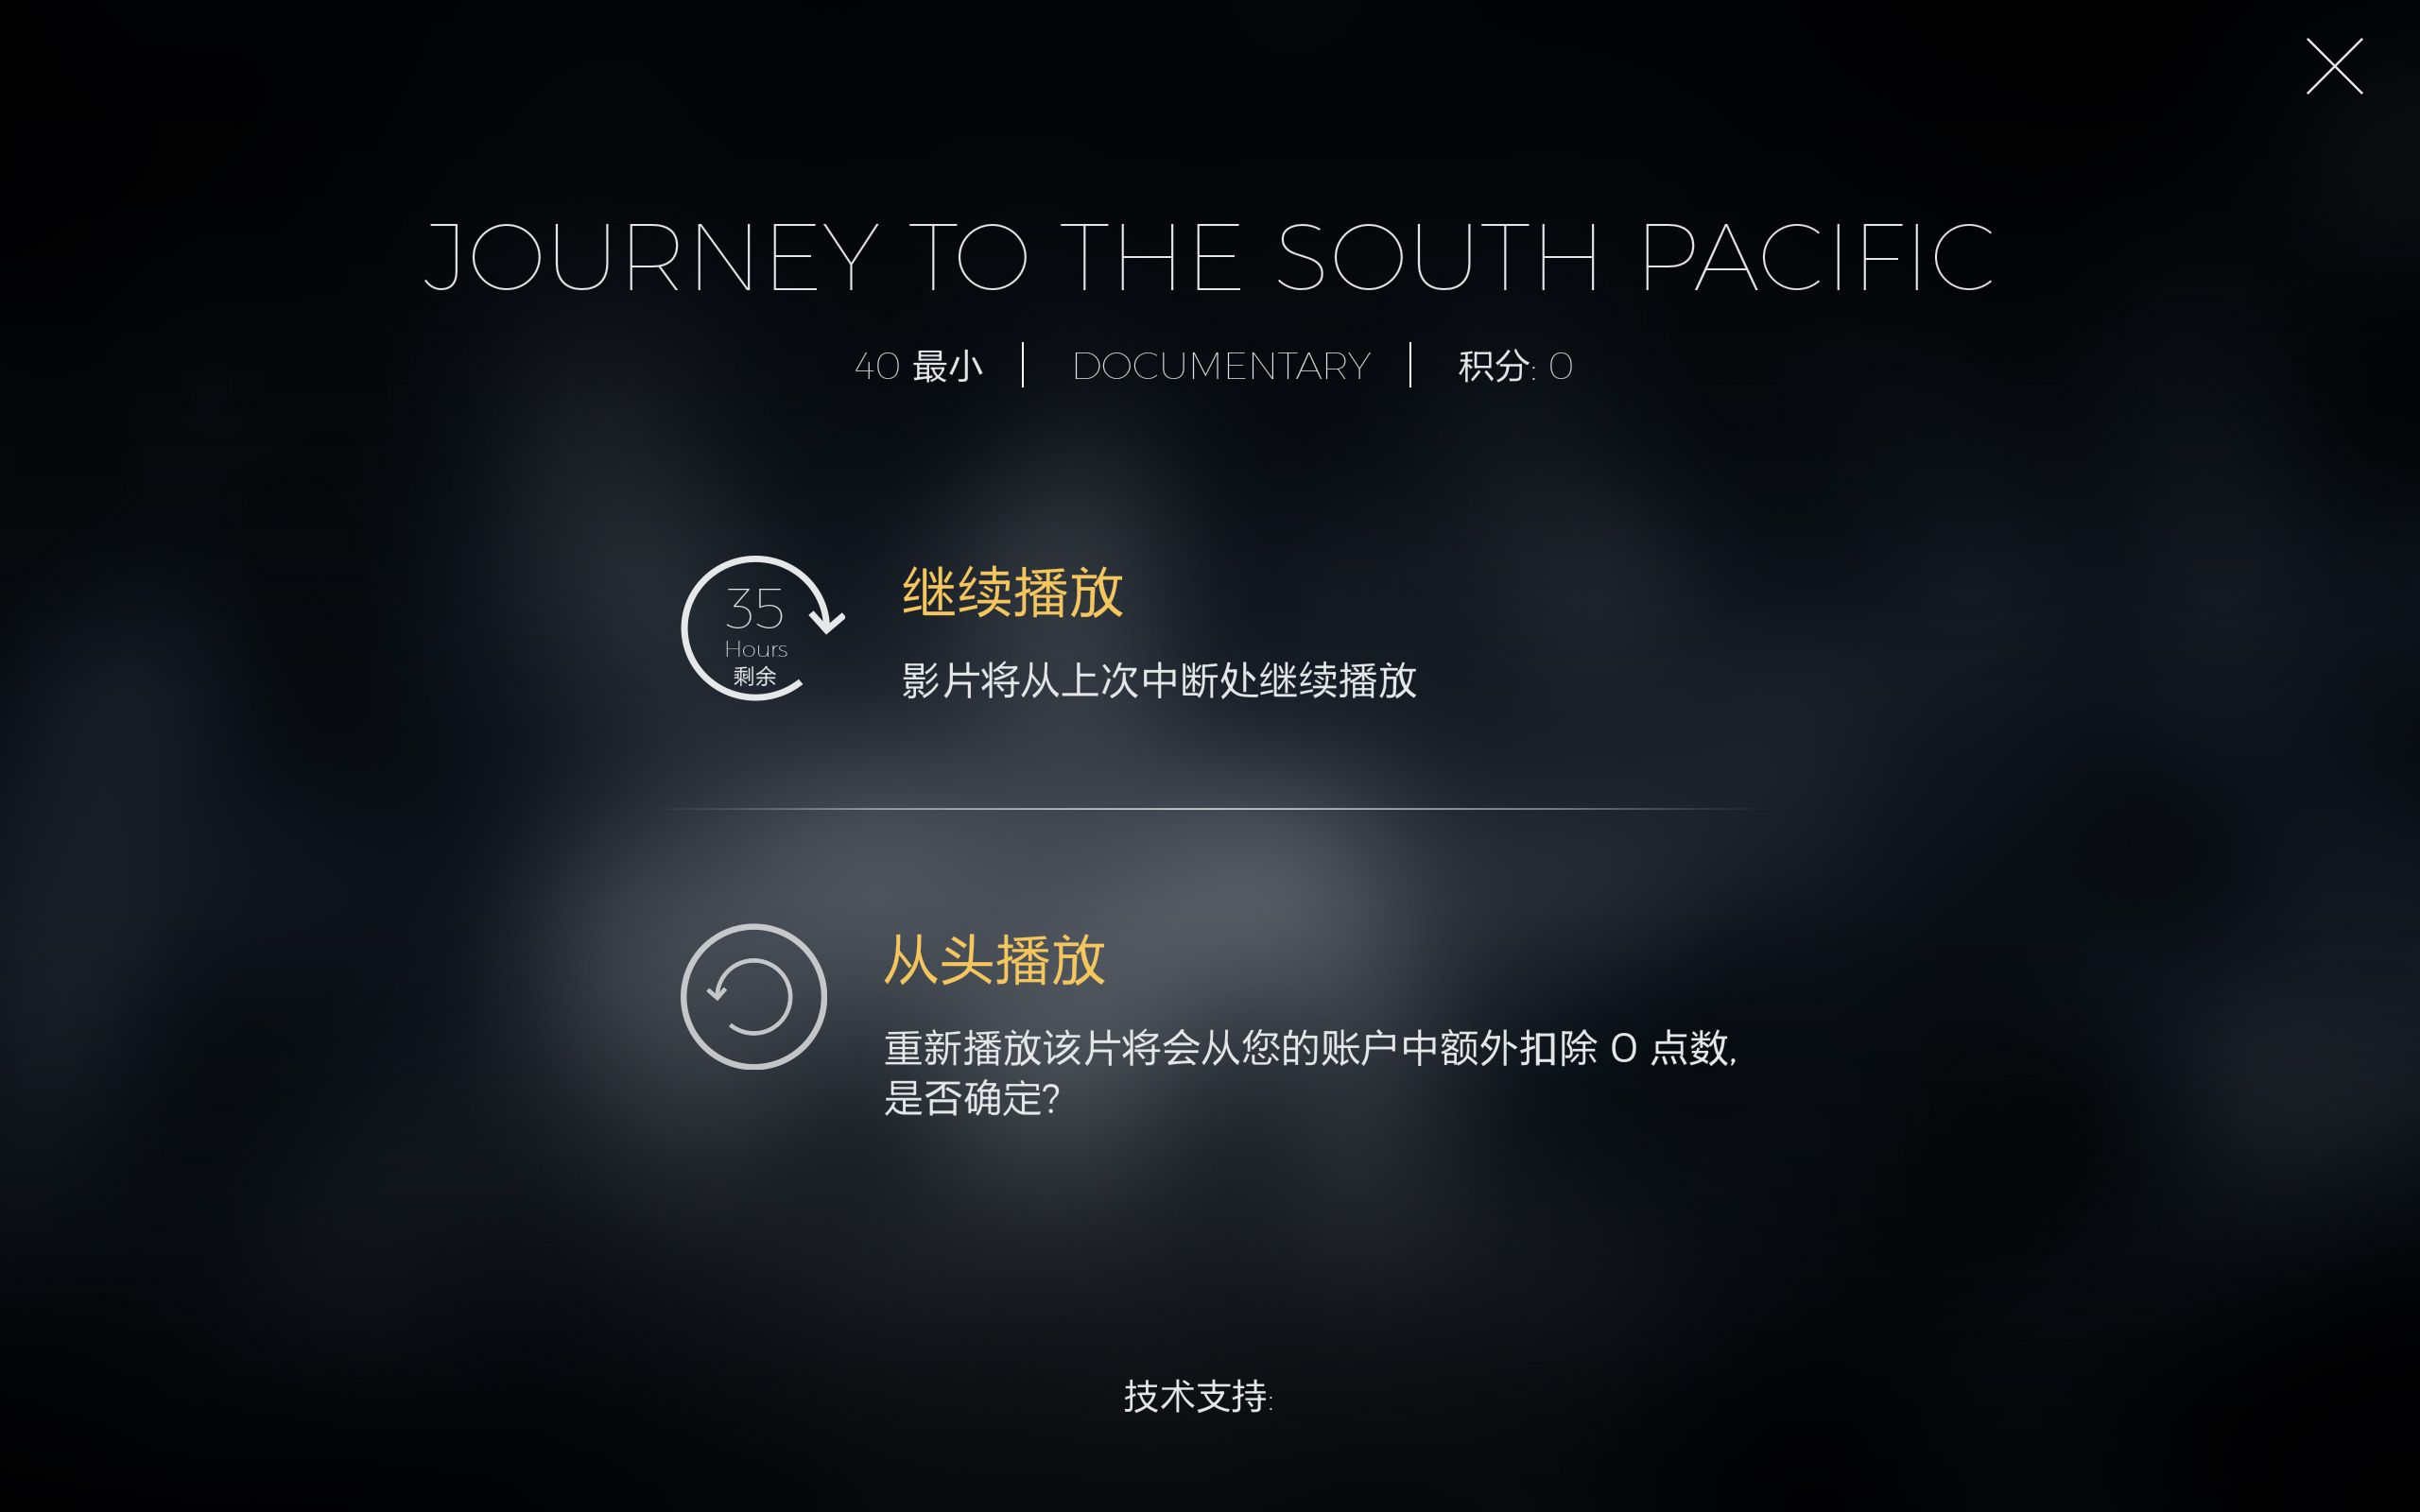 JOURNEY TO THE SOUTH PACIFIC
40 最小 | DOCUMENTARY | 积分: 0
35
Hours
剩余
继续播放
影片将从上次中断处继续播放
从头播放
重新播放该片将会从您的账户中额外扣除 0 点数,
是否确定?
技术支持: